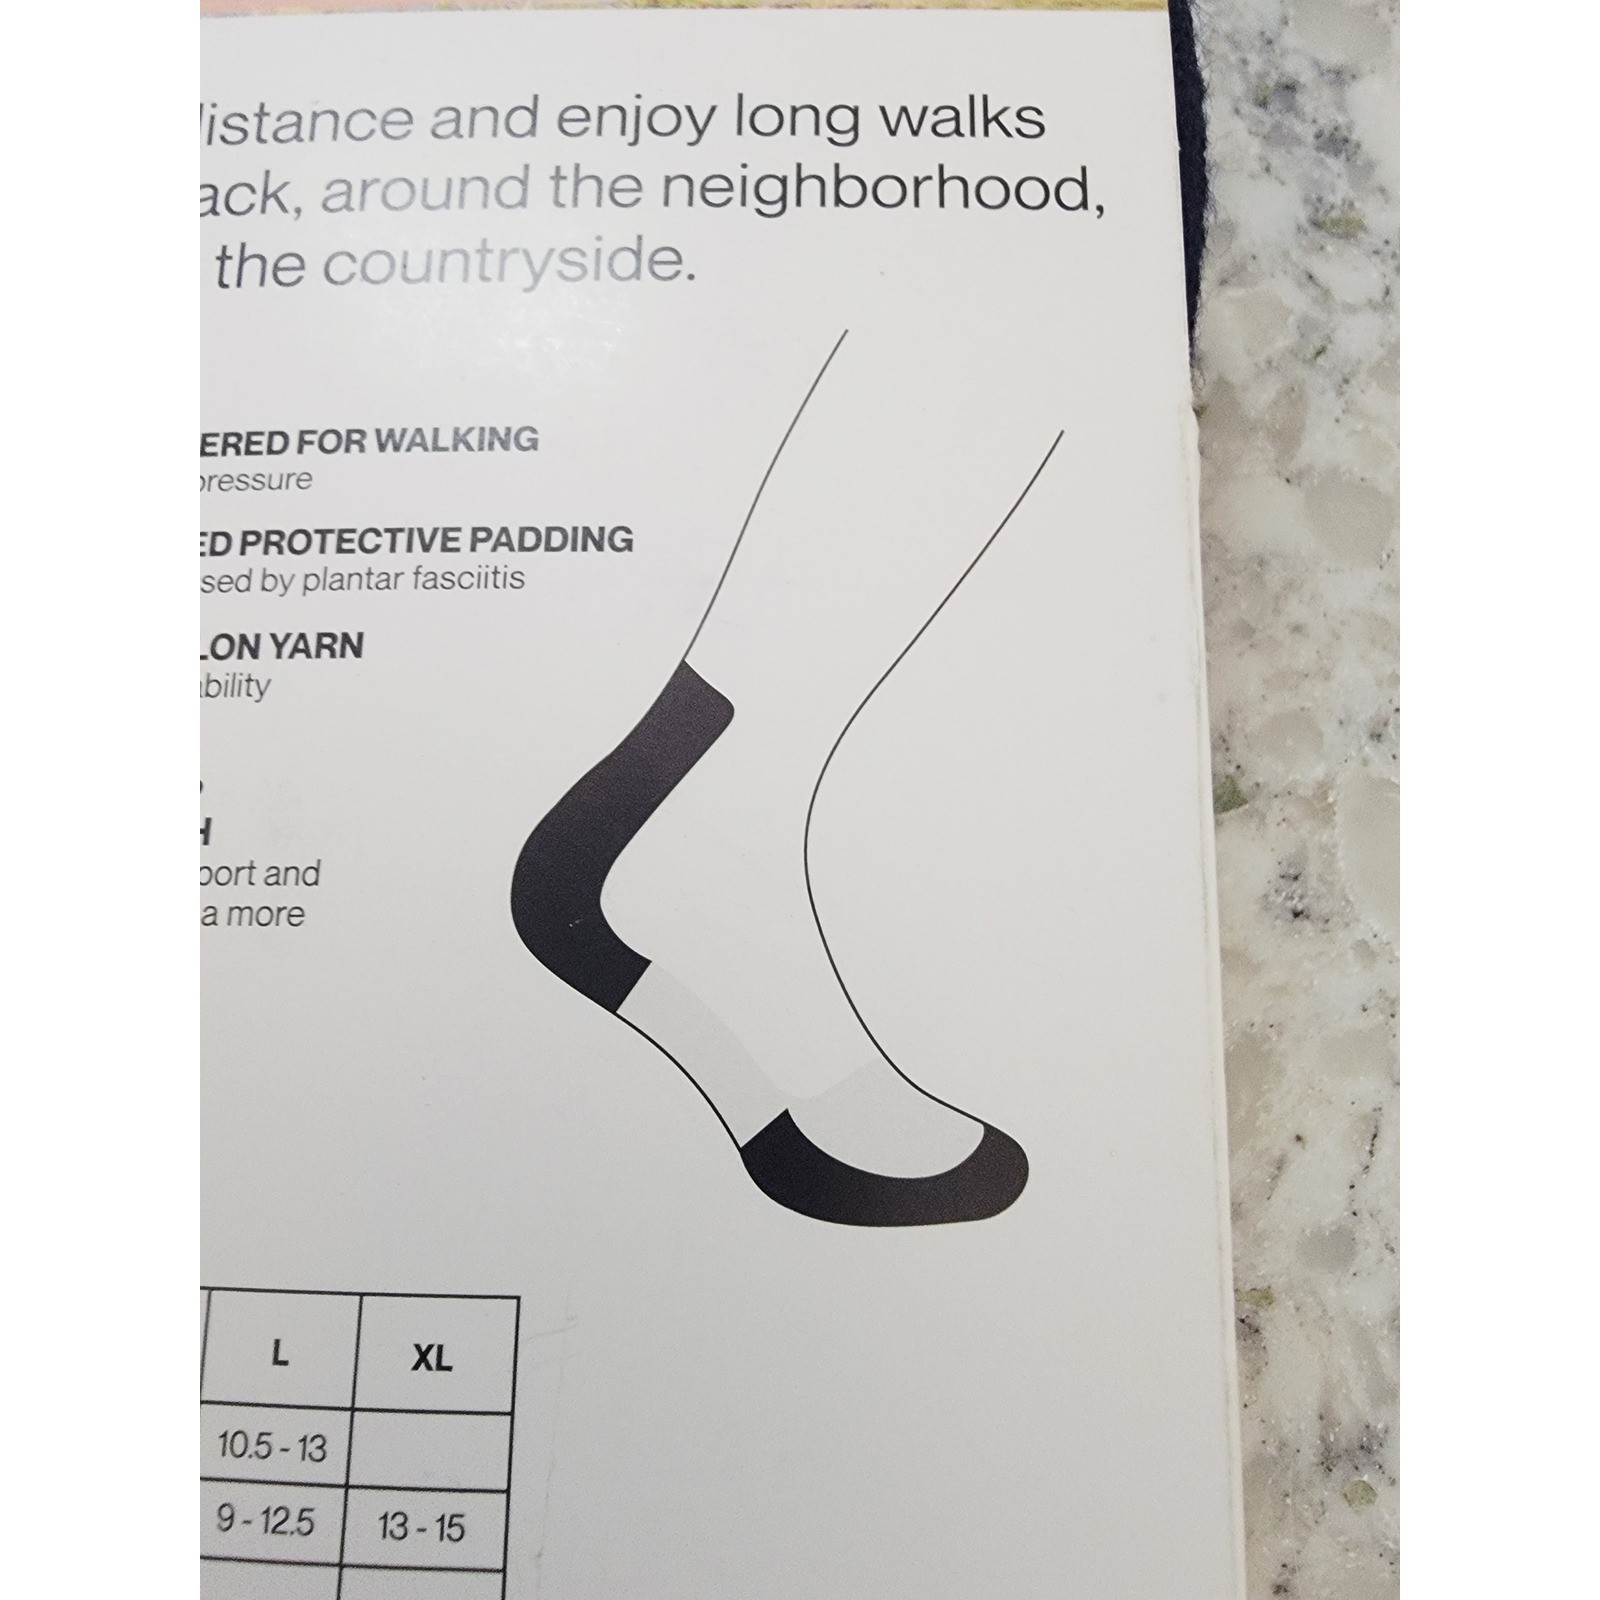 distance and enjoy long walks
ack, around the neighborhood,
the countryside.
ERED FOR WALKING
pressure
ED PROTECTIVE PADDING
sed by plantar fasciitis
LON YARN
ability
H
port and
a more
L XL
10.5 - 13
9 - 12.5 13 - 15